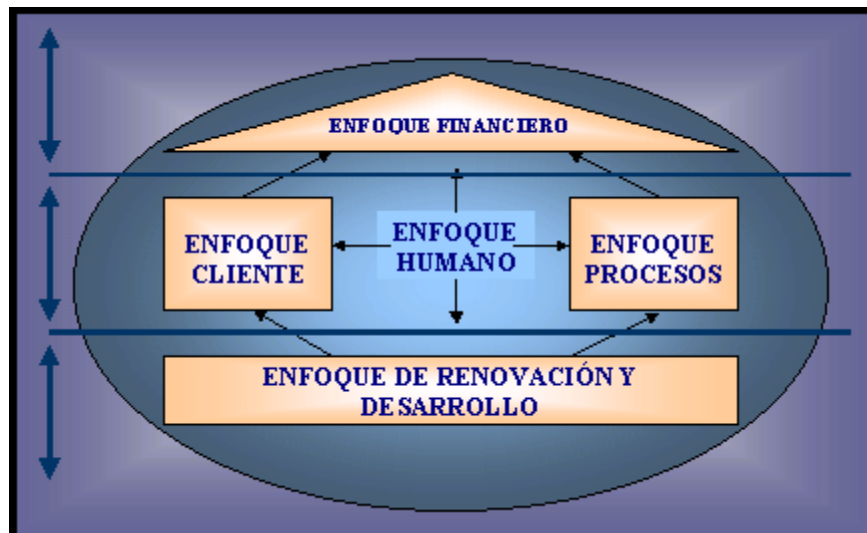 ENFOQUE FINANCIERO
ENFOQUE
CLIENTE
ENFOQUE
HUMANO
ENFOQUE
PROCESOS
ENFOQUE DE RENOVACIÓN Y
DESARROLLO